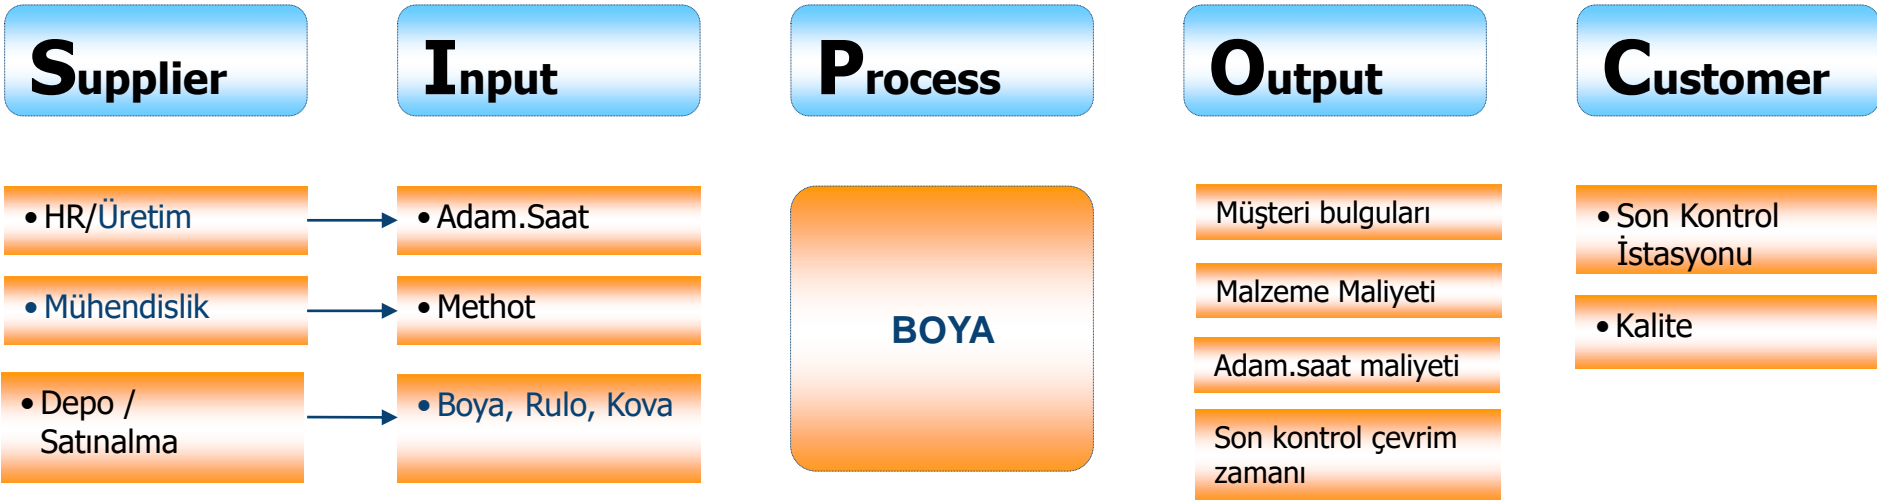 Supplier
Input
Process
Output
Customer
• HR/Üretim
• Adam.Saat
• Mühendislik
• Methot
• Depo /
Satınalma
• Boya, Rulo, Kova
BOYA
Müşteri bulguları
Malzeme Maliyeti
Adam.saat maliyeti
Son kontrol çevrim
zamanı
• Son Kontrol
İstasyonu
• Kalite